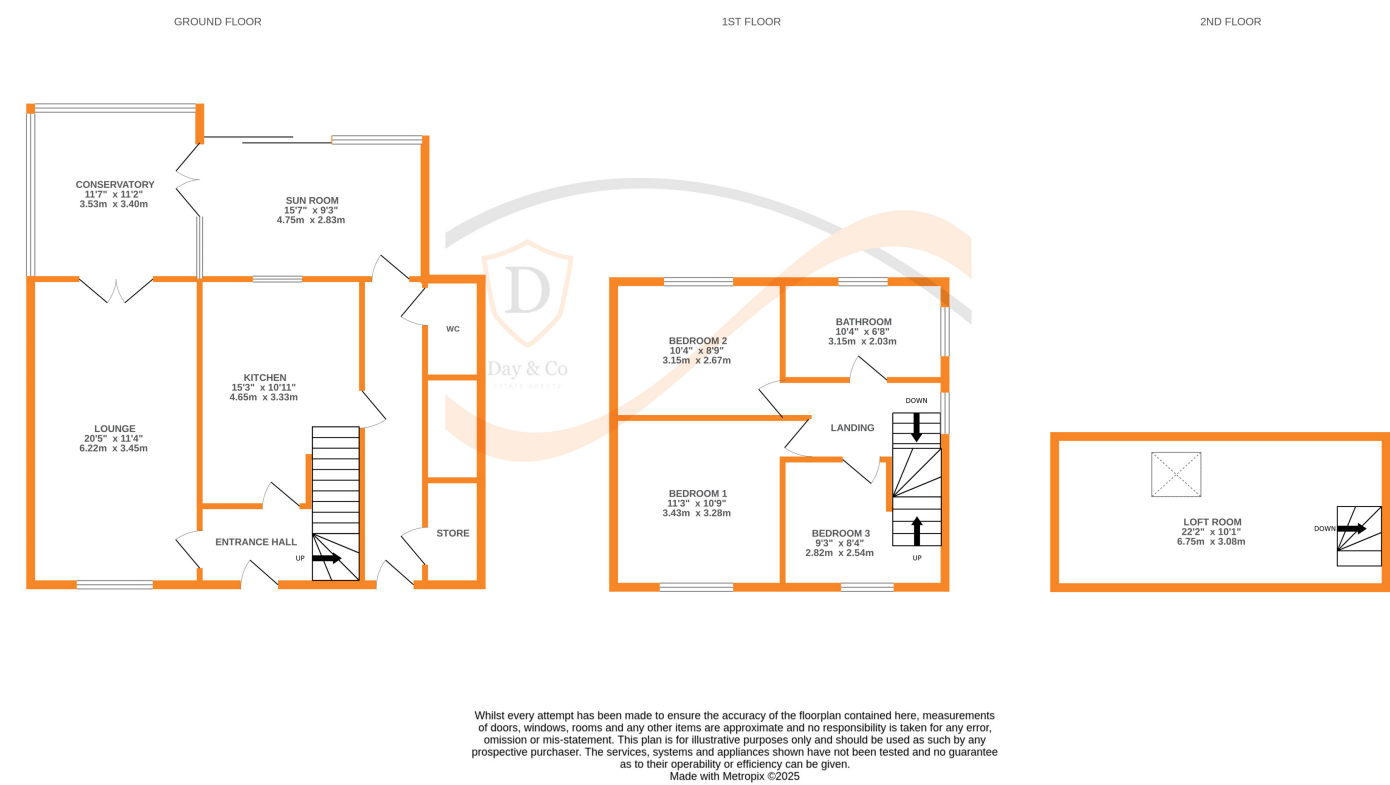 GROUND FLOOR
1ST FLOOR
2ND FLOOR
CONSERVATORY
11'7" x 11'2"
3.53m x 3.40m
SUN ROOM
15'7" x 9'3"
4.75m x 2.83m
WC
KITCHEN
15'3" x 10'11"
4.65m x 3.33m
LOUNGE
20'5" x 11'4"
6.22m x 3.45m
ENTRANCE HALL
UP
STORE
D
Day & Co
ESTATE AGENTS
BEDROOM 2
10'4" x 8'9"
3.15m x 2.67m
BATHROOM
10'4" x 6'8"
3.15m x 2.03m
DOWN
LANDING
BEDROOM 1
11'3" x 10'9"
3.43m x 3.28m
BEDROOM 3
9'3" x 8'4"
2.82m x 2.54m
UP
LOFT ROOM
22'2" x 10'1"
6.75m x 3.08m
DOWN
Whilst every attempt has been made to ensure the accuracy of the floorplan contained here, measurements
of doors, windows, rooms and any other items are approximate and no responsibility is taken for any error,
omission or mis-statement. This plan is for illustrative purposes only and should be used as such by any
prospective purchaser. The services, systems and appliances shown have not been tested and no guarantee
as to their operability or efficiency can be given.
Made with Metropix ©2025